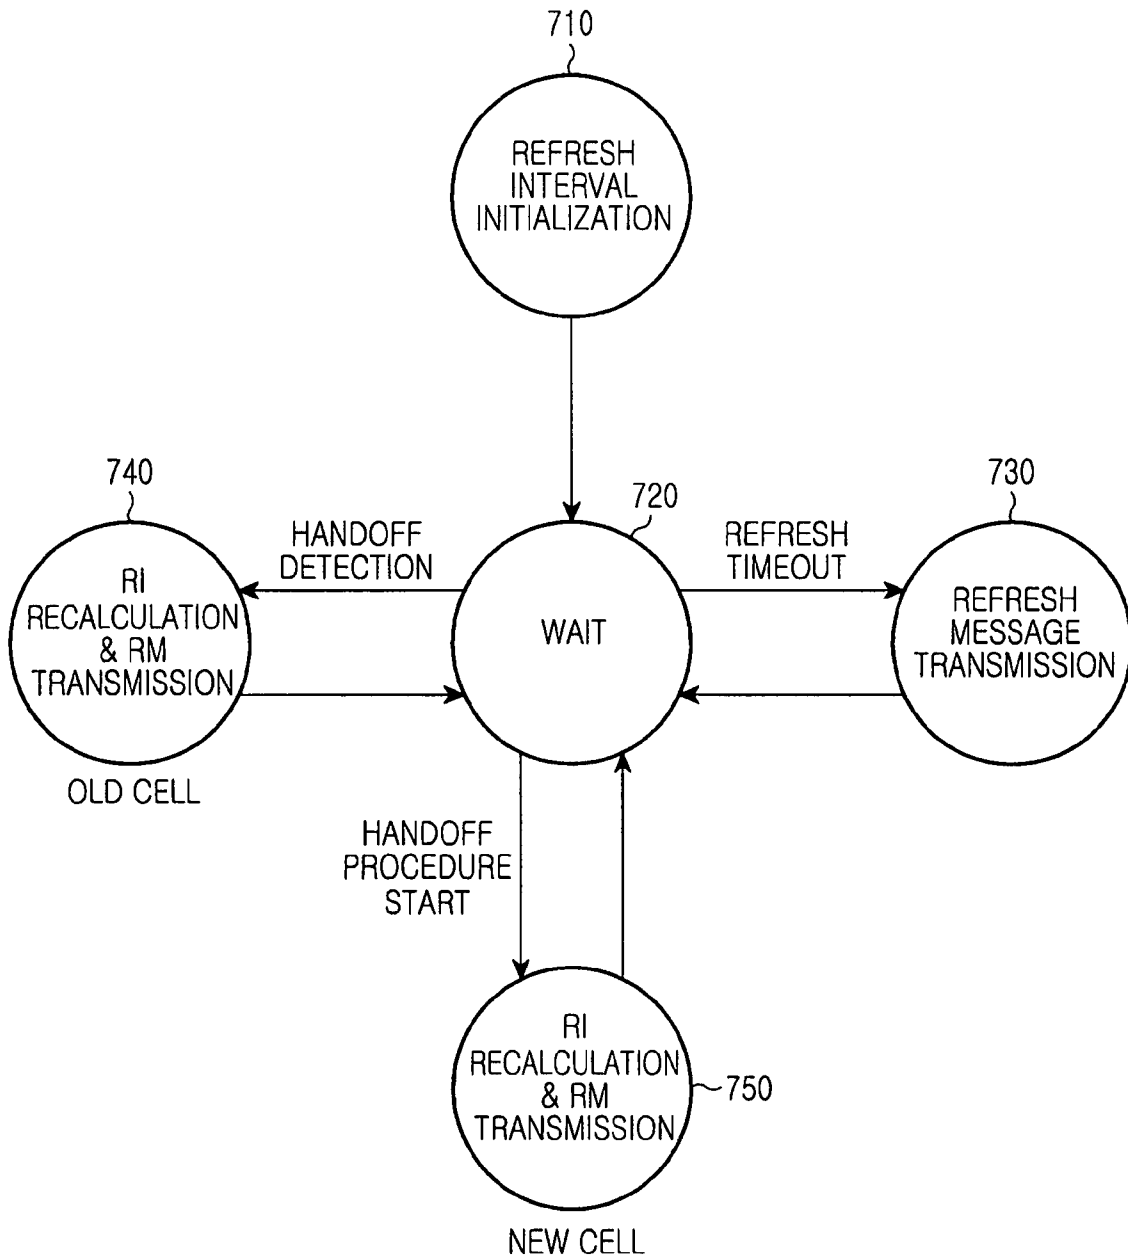 710
REFRESH
INTERVAL
INITIALIZATION
740
720
730
HANDOFF
DETECTION
REFRESH
TIMEOUT
RI
RECALCULATION
& RM
TRANSMISSION
WAIT
REFRESH
MESSAGE
TRANSMISSION
OLD CELL
HANDOFF
PROCEDURE
START
RI
RECALCULATION
& RM
TRANSMISSION
750
NEW CELL